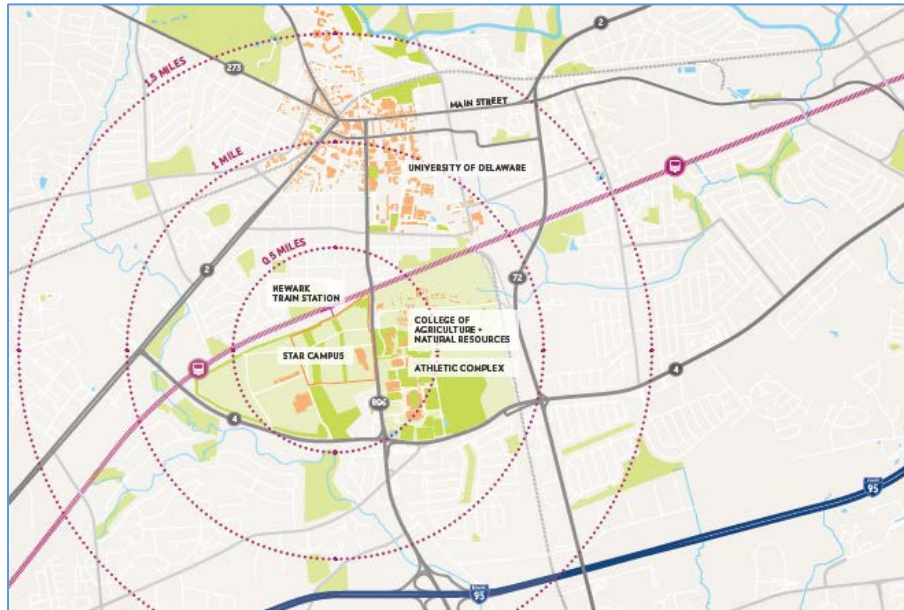 2
273
1.5 MILES
MAIN STREET
1 MILE
UNIVERSITY OF DELAWARE
0.5 MILES
2
72
NEWARK
TRAIN STATION
COLLEGE OF
AGRICULTURE +
NATURAL RESOURCES
STAR CAMPUS
ATHLETIC COMPLEX
4
896
4
95
95